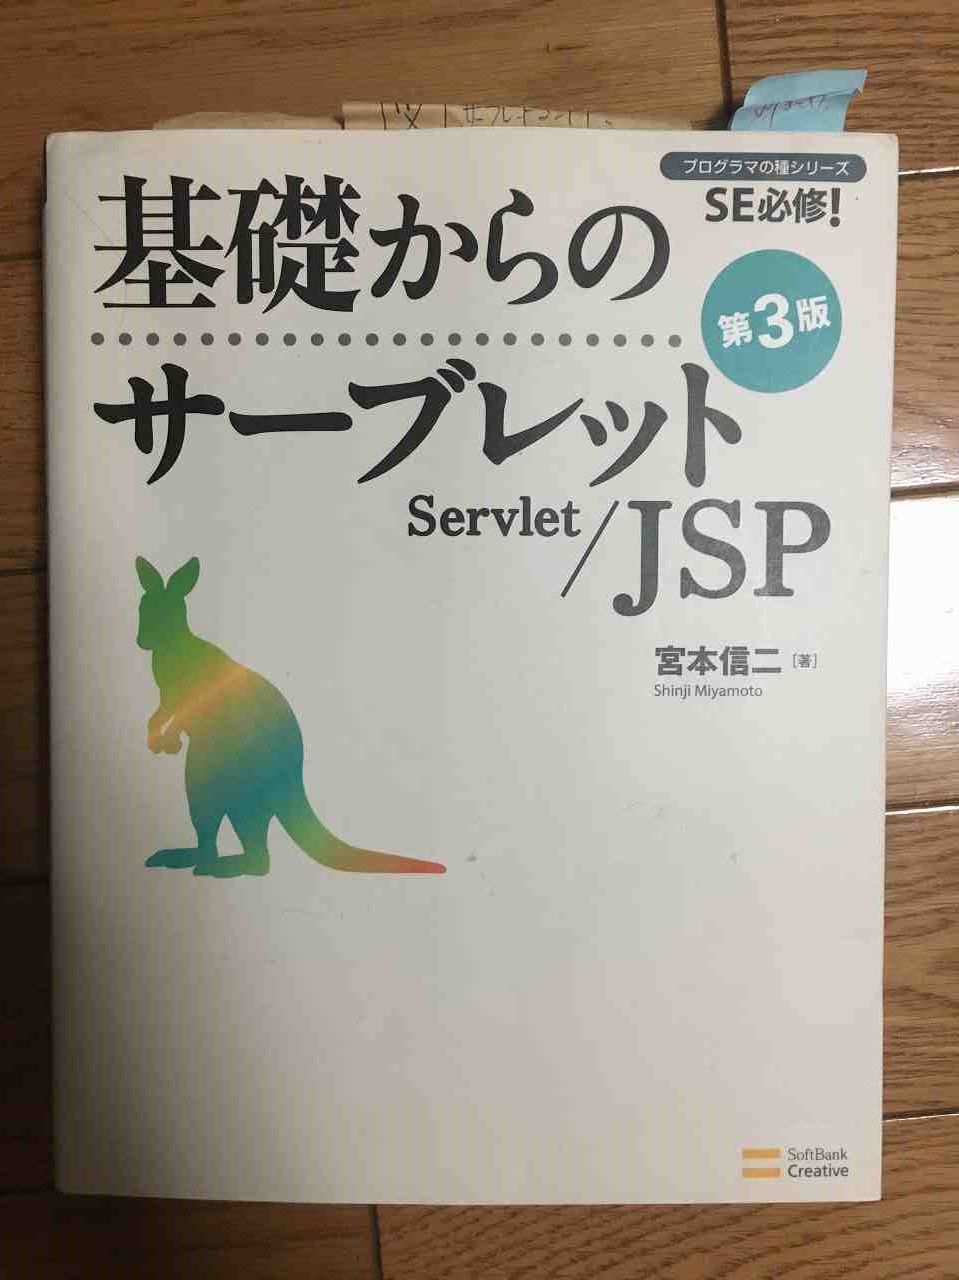 プログラマの種シリーズ
SE必修!
基礎からの
第3版
サーブレット
Servlet/JSP
宮本信二 [著]
Shinji Miyamoto
SoftBank
Creative